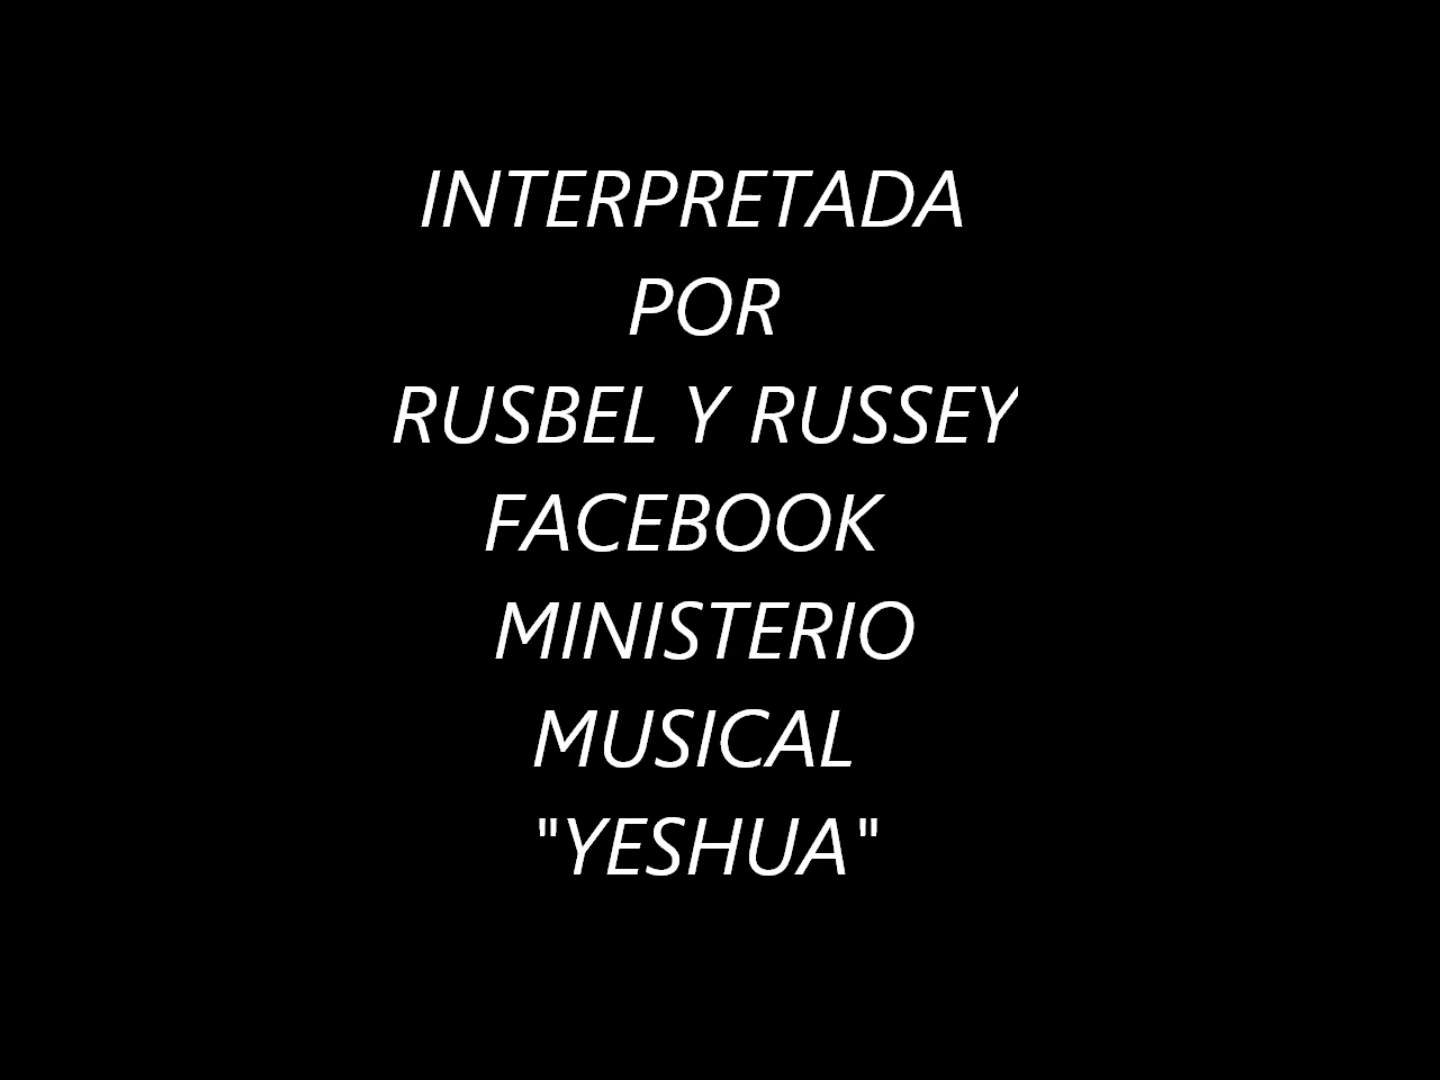 INTERPRETADA
POR
RUSBEL Y RUSSEY
FACEBOOK
MINISTERIO
MUSICAL
"YESHUA"